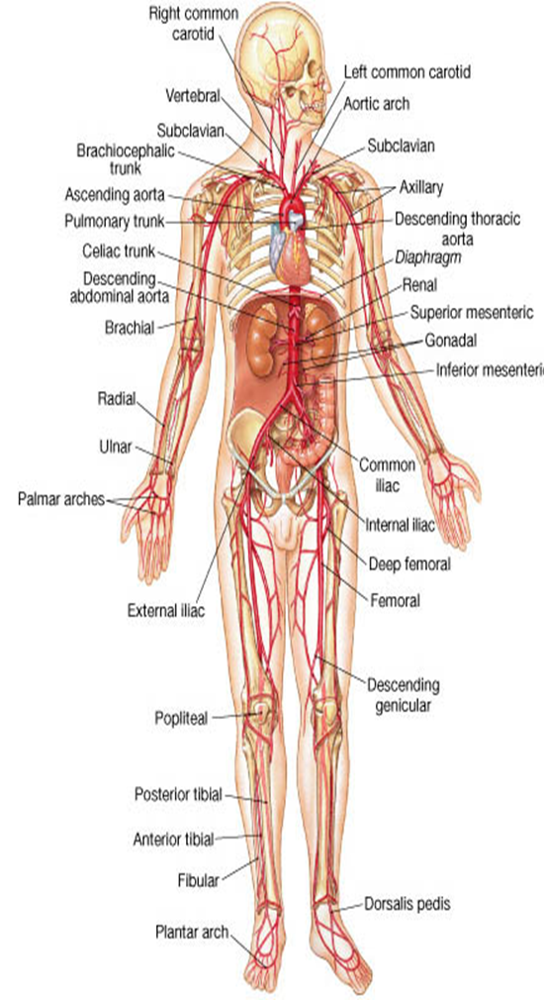 Right common
carotid
Left common carotid
Vertebral
Aortic arch
Subclavian
Subclavian
Brachiocephalic
trunk
Axillary
Ascending aorta
Pulmonary trunk
Descending thoracic
aorta
Celiac trunk
Diaphragm
Descending
abdominal aorta
Renal
Superior mesenteric
Brachial
Gonadal
Inferior mesenteri
Radial
Ulnar
Common
iliac
Palmar arches
Internal iliac
Deep femoral
Femoral
External iliac
Descending
genicular
Popliteal
Posterior tibial
Anterior tibial
Fibular
Dorsalis pedis
Plantar arch